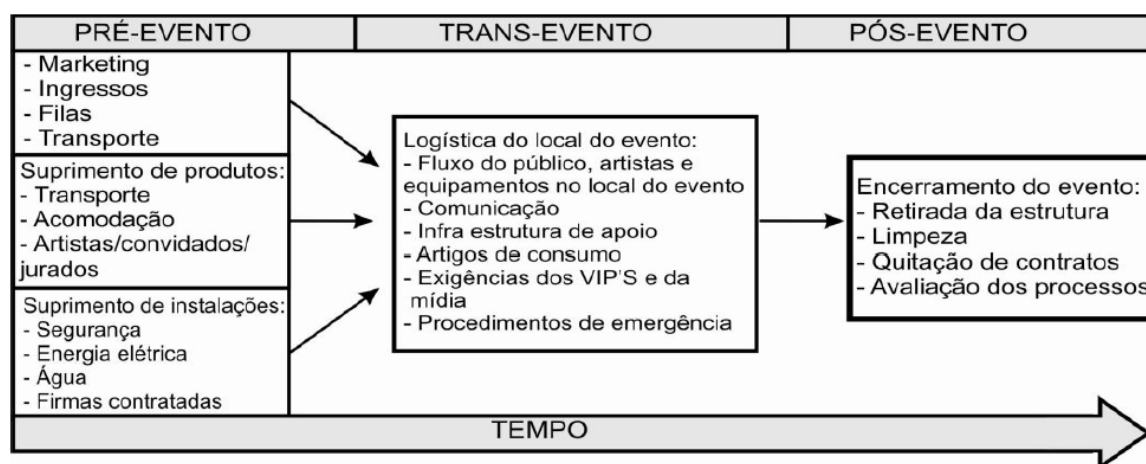 PRÉ-EVENTO
TRANS-EVENTO
PÓS-EVENTO
- Marketing
- Ingressos
- Filas
- Transporte
Suprimento de produtos:
- Transporte
- Acomodação
- Artistas/convidados/
jurados
Suprimento de instalações:
- Segurança
- Energia elétrica
- Água
- Firmas contratadas
Logística do local do evento:
- Fluxo do público, artistas e
equipamentos no local do evento
- Comunicação
- Infra estrutura de apoio
- Artigos de consumo
- Exigências dos VIP'S e da
mídia
- Procedimentos de emergência
Encerramento do evento:
- Retirada da estrutura
- Limpeza
- Quitação de contratos
- Avaliação dos processos
TEMPO